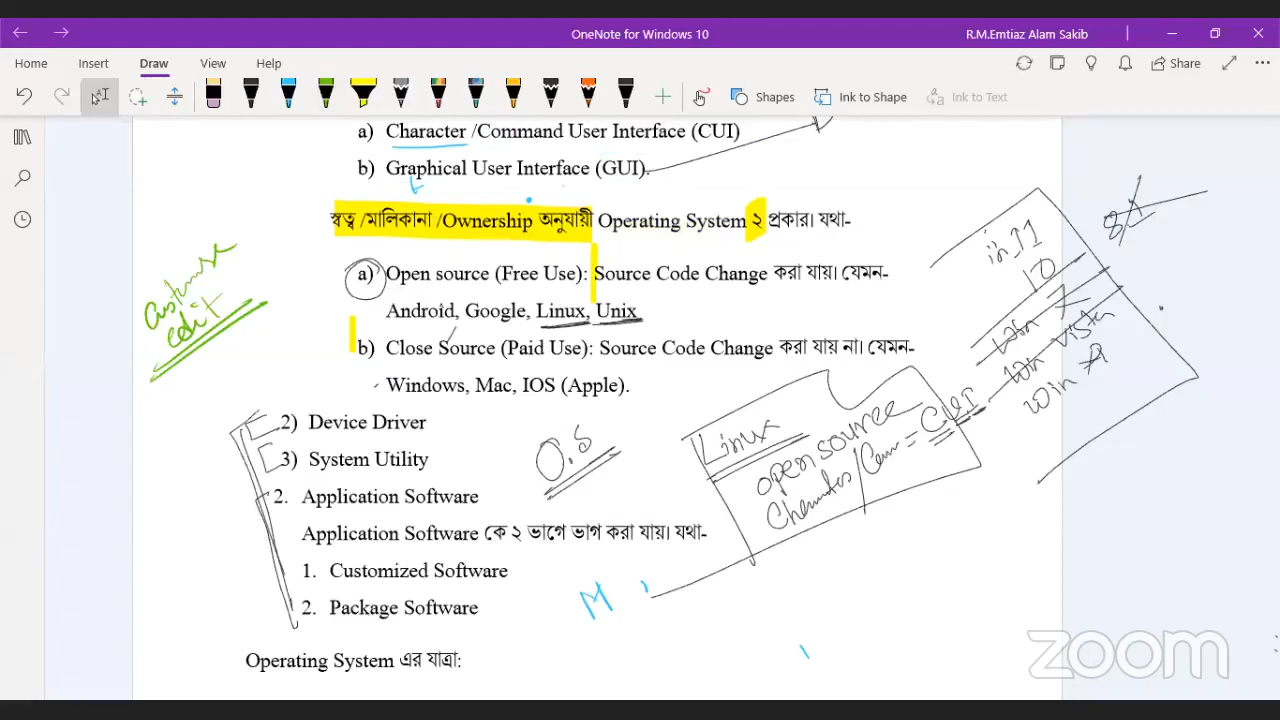 OneNote for Windows 10
R.M.Emtiaz Alam Sakib
Home Insert Draw View Help
Share
Shapes
Ink to Shape
Ink to Text
a) Character /Command User Interface (CUI)
b) Graphical User Interface (GUI).
স্বত্ব /মালিকানা /Ownership অনুযায়ী Operating System ২ প্রকার। যথা-
a) Open source (Free Use): Source Code Change করা যায়। যেমন-
Android, Google, Linux, Unix
b) Close Source (Paid Use): Source Code Change করা যায় না। যেমন-
Windows, Mac, IOS (Apple).
2) Device Driver
3) System Utility
2. Application Software
Application Software কে ২ ভাগে ভাগ করা যায়। যথা-
1. Customized Software
2. Package Software
Operating System এর যাত্রা:
edit
O.S
Linux
open source
= CUI
10
win vista
win
M
zoom